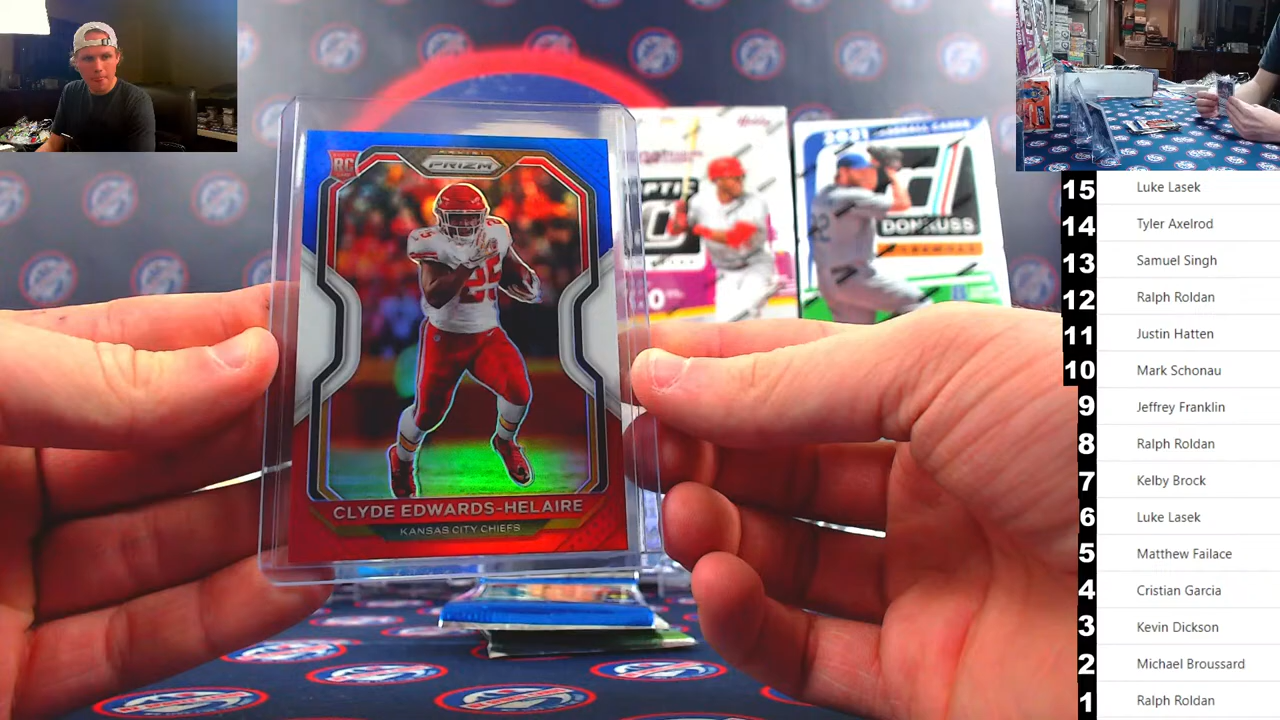 PRIZM
RC
25
CLYDE EDWARDS-HELAIRE
KANSAS CITY CHIEFS
2021
DONRUSS
15 Luke Lasek
14 Tyler Axelrod
13 Samuel Singh
12 Ralph Roldan
11 Justin Hatten
10 Mark Schonau
9 Jeffrey Franklin
8 Ralph Roldan
7 Kelby Brock
6 Luke Lasek
5 Matthew Failace
4 Cristian Garcia
3 Kevin Dickson
2 Michael Broussard
1 Ralph Roldan